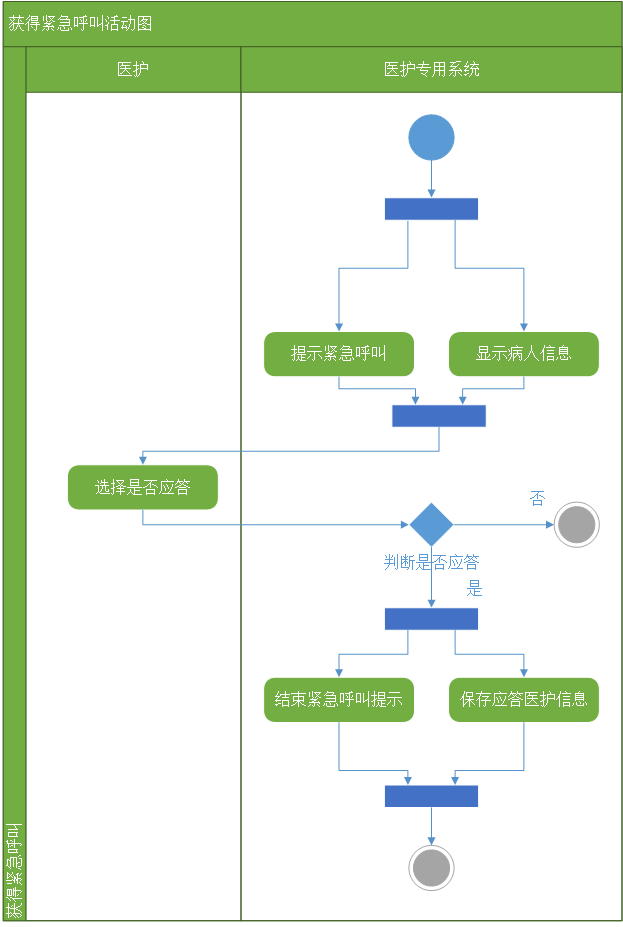 获得紧急呼叫活动图
医护
医护专用系统
提示紧急呼叫
显示病人信息
选择是否应答
否
判断是否应答
是
结束紧急呼叫提示
保存应答医护信息
获得紧急呼叫